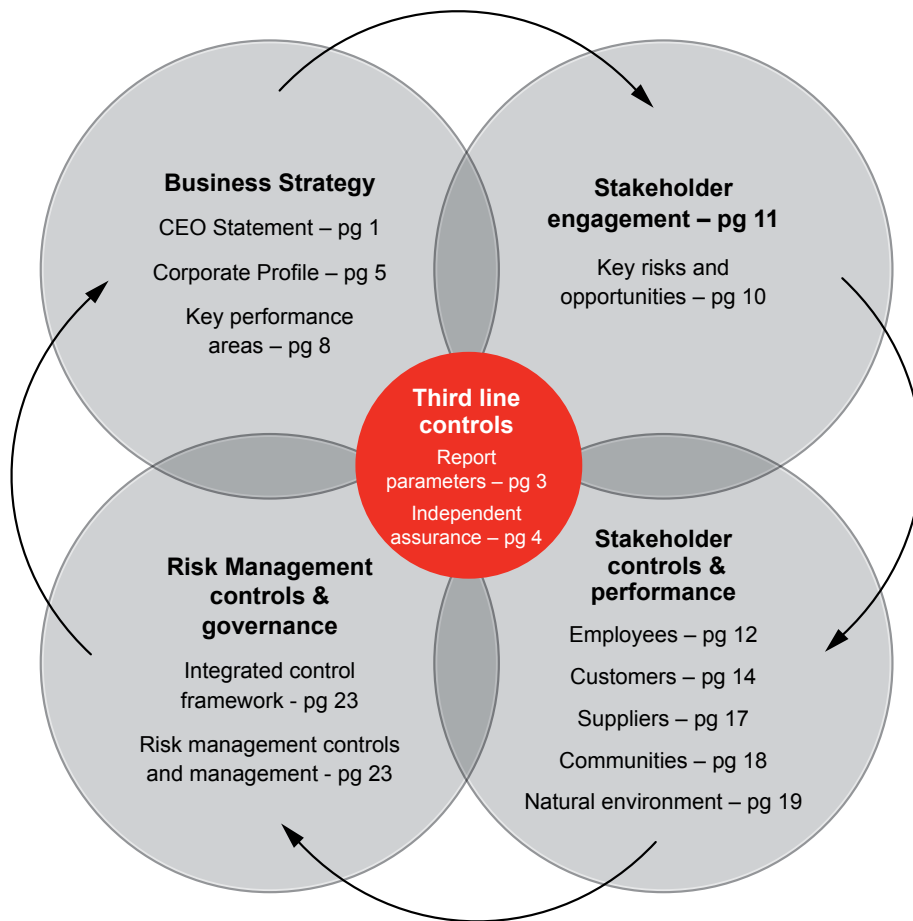 Business Strategy
CEO Statement – pg 1
Corporate Profile – pg 5
Key performance
areas – pg 8
Stakeholder
engagement – pg 11
Key risks and
opportunities – pg 10
Third line
controls
Report
parameters – pg 3
Independent
assurance – pg 4
Risk Management
controls &
governance
Integrated control
framework - pg 23
Risk management controls
and management - pg 23
Stakeholder
controls &
performance
Employees – pg 12
Customers – pg 14
Suppliers – pg 17
Communities – pg 18
Natural environment – pg 19